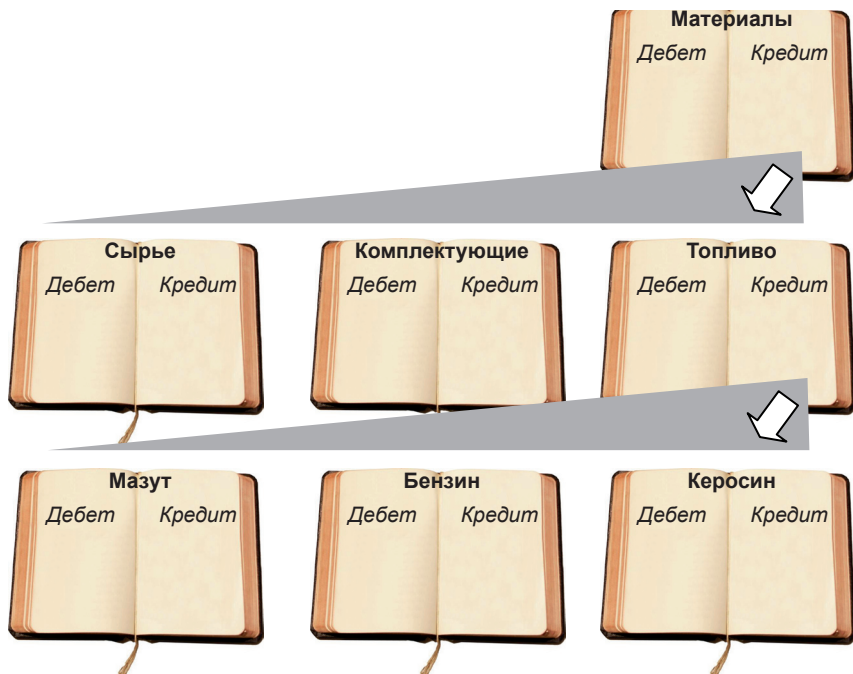 Материалы
Дебет Кредит
Сырье Комплектующие Топливо
Дебет Кредит Дебет Кредит Дебет Кредит
Мазут Бензин Керосин
Дебет Кредит Дебет Кредит Дебет Кредит